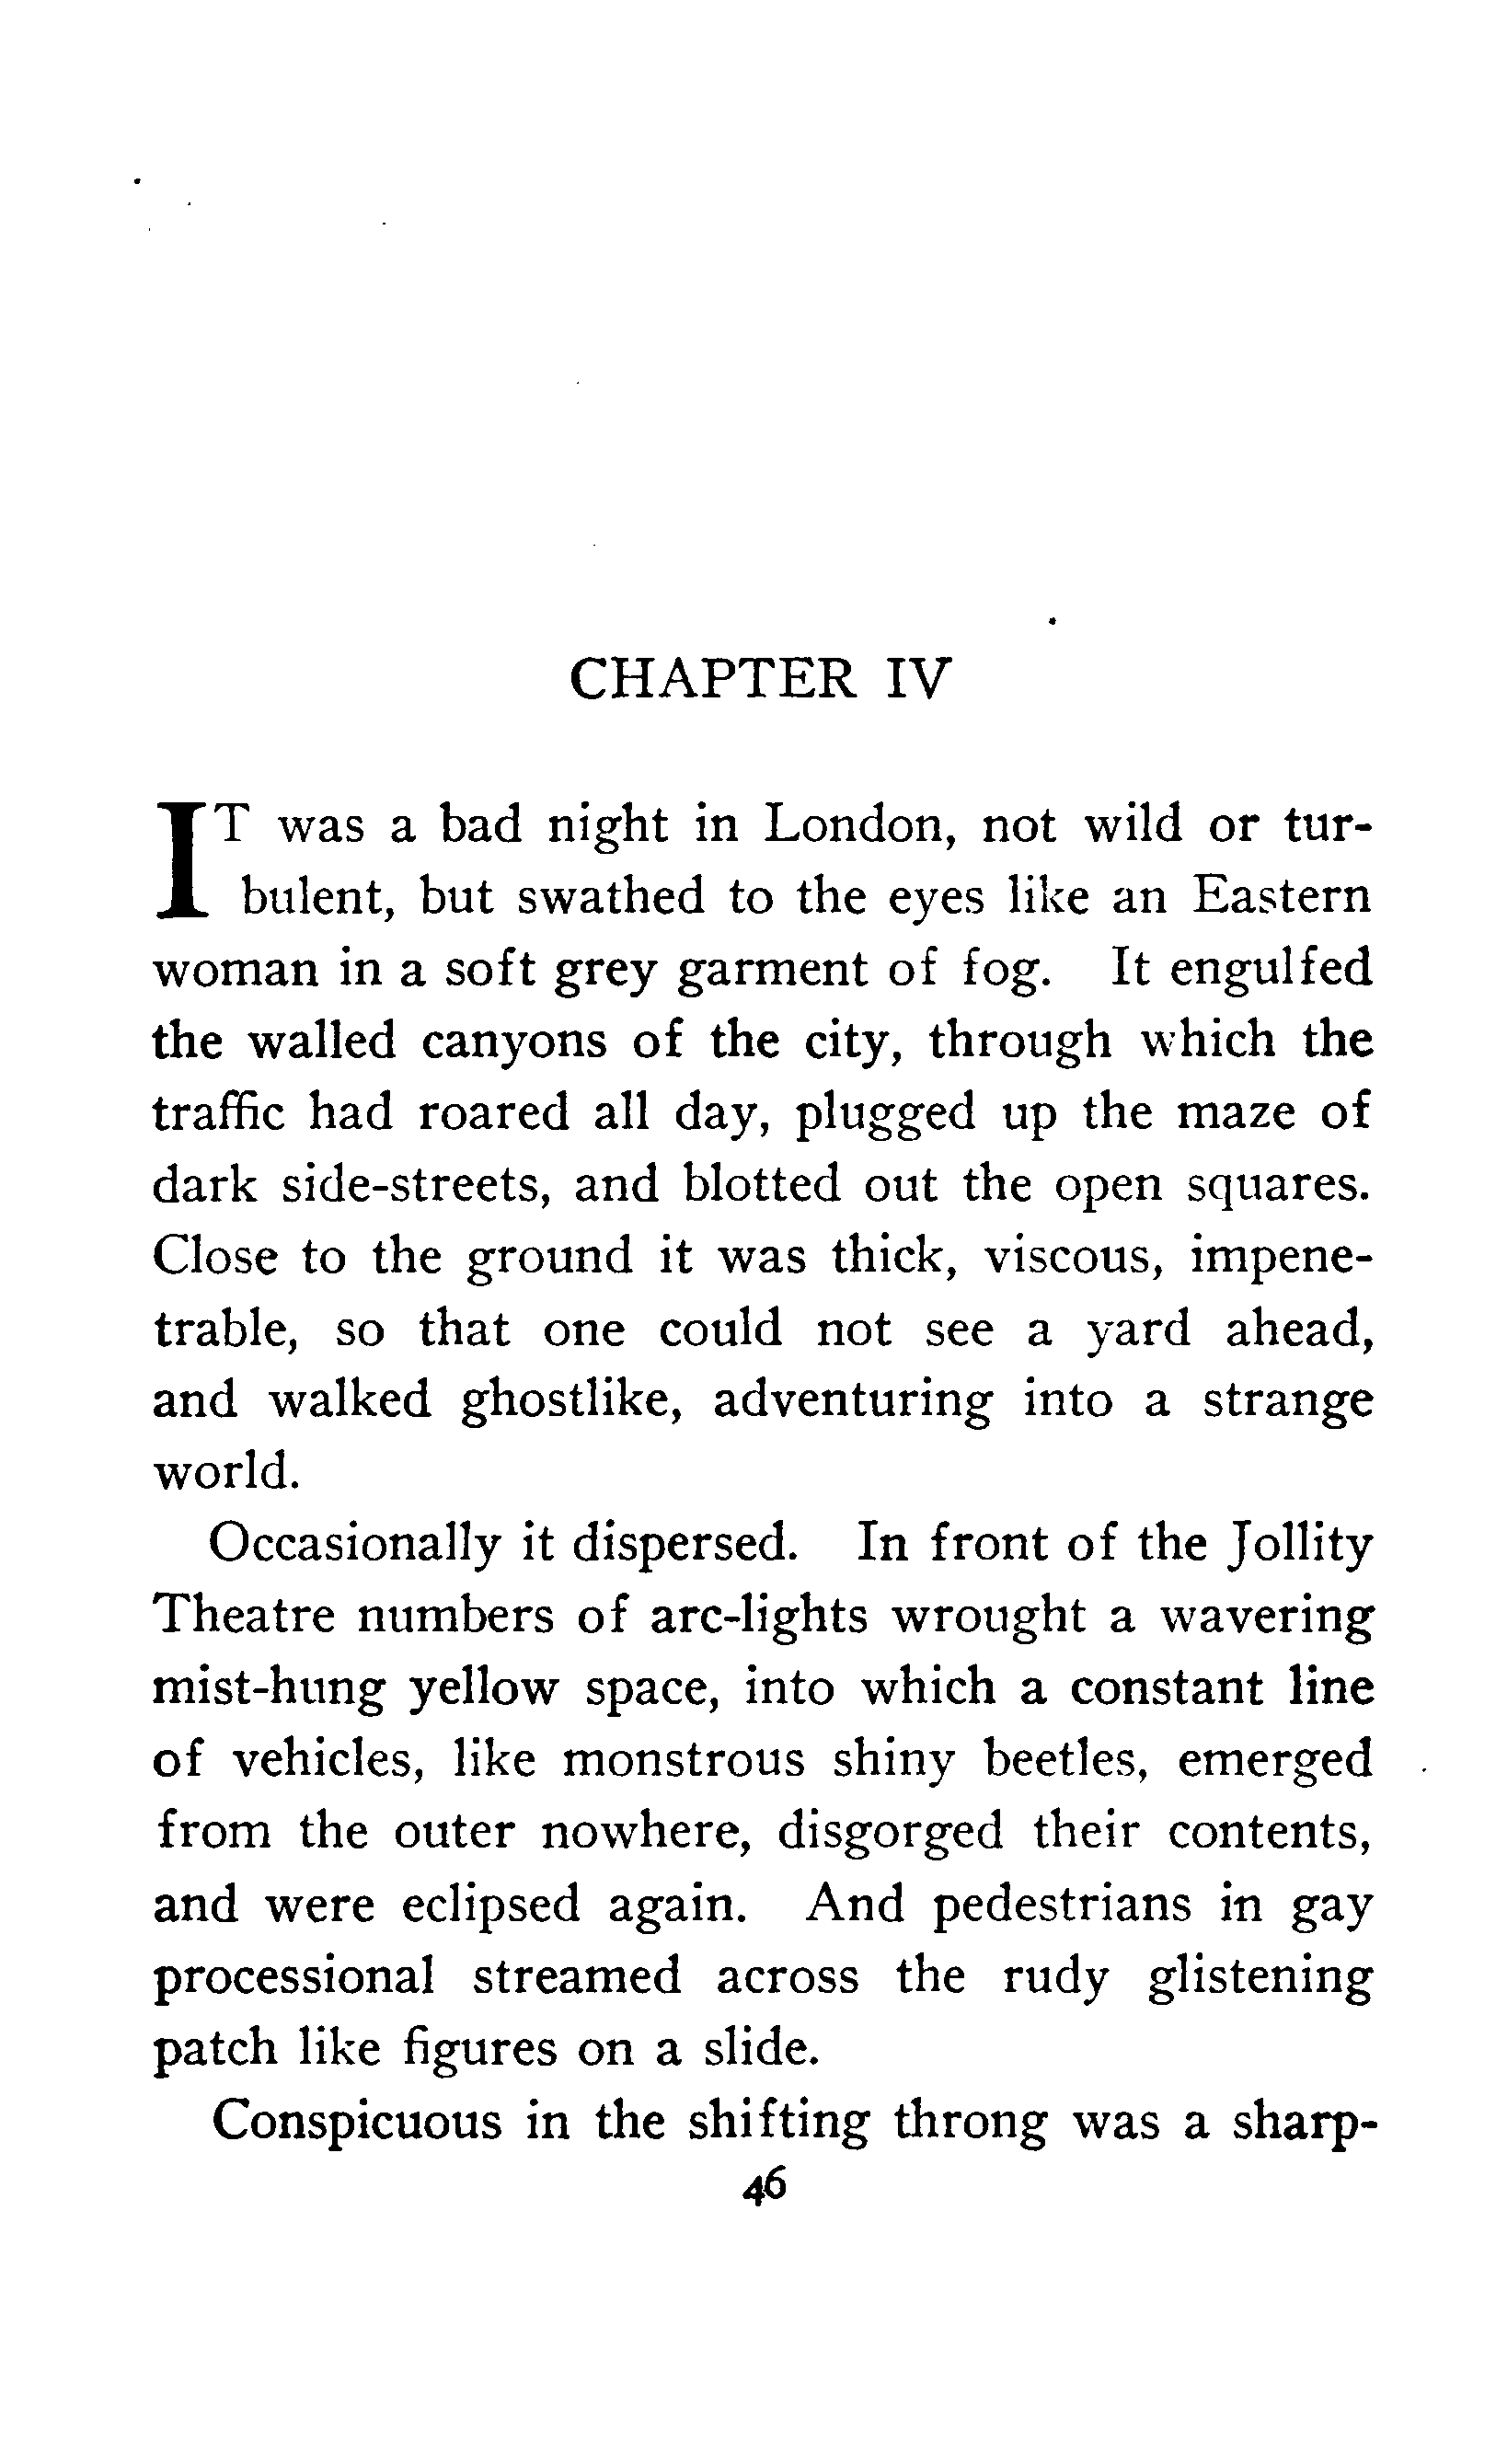 CHAPTER IV
IT was a bad night in London, not wild or tur-
bulent, but swathed to the eyes like an Eastern
woman in a soft grey garment of fog. It engulfed
the walled canyons of the city, through which the
traffic had roared all day, plugged up the maze of
dark side-streets, and blotted out the open squares.
Close to the ground it was thick, viscous, impene-
trable, so that one could not see a yard ahead,
and walked ghostlike, adventuring into a strange
world.
Occasionally it dispersed. In front of the Jollity
Theatre numbers of arc-lights wrought a wavering
mist-hung yellow space, into which a constant line
of vehicles, like monstrous shiny beetles, emerged
from the outer nowhere, disgorged their contents,
and were eclipsed again. And pedestrians in gay
processional streamed across the rudy glistening
patch like figures on a slide.
Conspicuous in the shifting throng was a sharp-
46